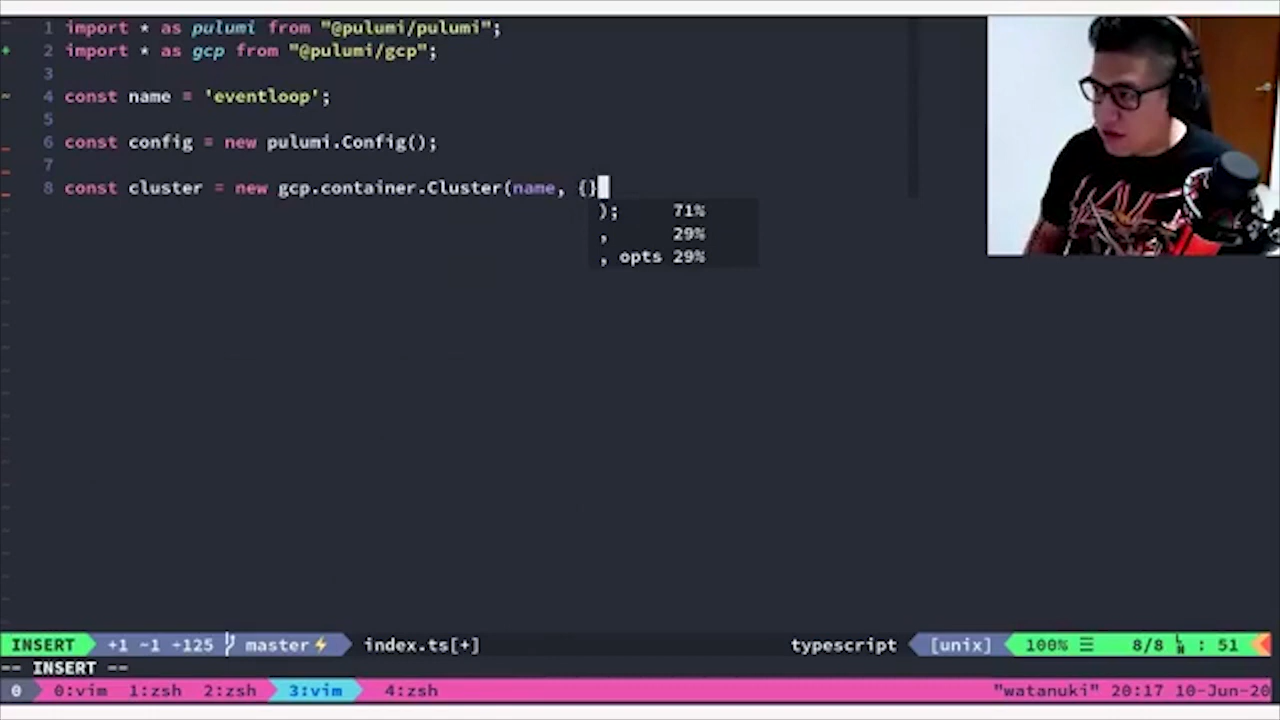 1 import * as pulumi from "@pulumi/pulumi";
+ 2 import * as gcp from "@pulumi/gcp";
3
~ 4 const name = 'eventloop';
5
_ 6 const config = new pulumi.Config();
7
_ 8 const cluster = new gcp.container.Cluster(name, {}
); 71%
, 29%
, opts 29%
INSERT +1 ~1 -125 master⚡ index.ts[+] typescript [unix] 100% ☰ 8/8 : 51
-- INSERT --
0 0:vim 1:zsh 2:zsh 3:vim 4:zsh "watanuki" 20:17 10-Jun-20